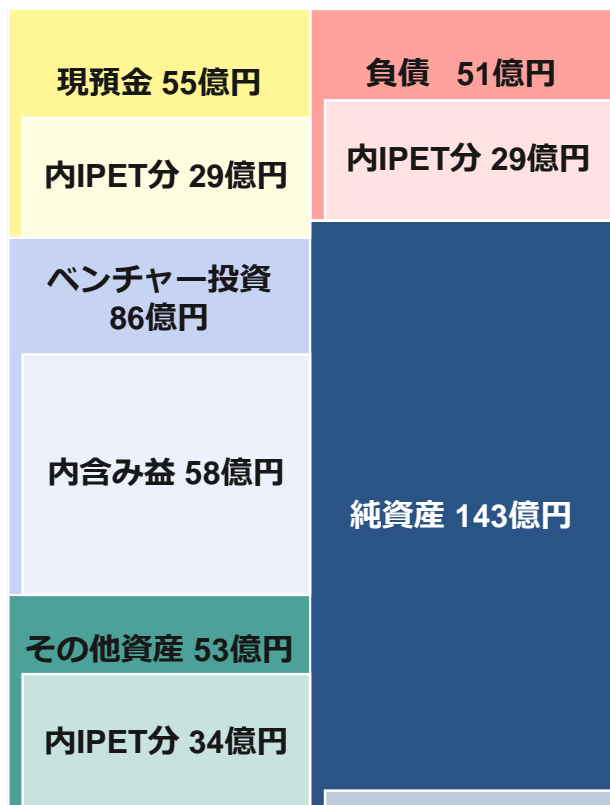 現預金 55億円
内IPET分 29億円
ベンチャー投資
86億円
内含み益 58億円
その他資産 53億円
内IPET分 34億円
負債 51億円
内IPET分 29億円
純資産 143億円